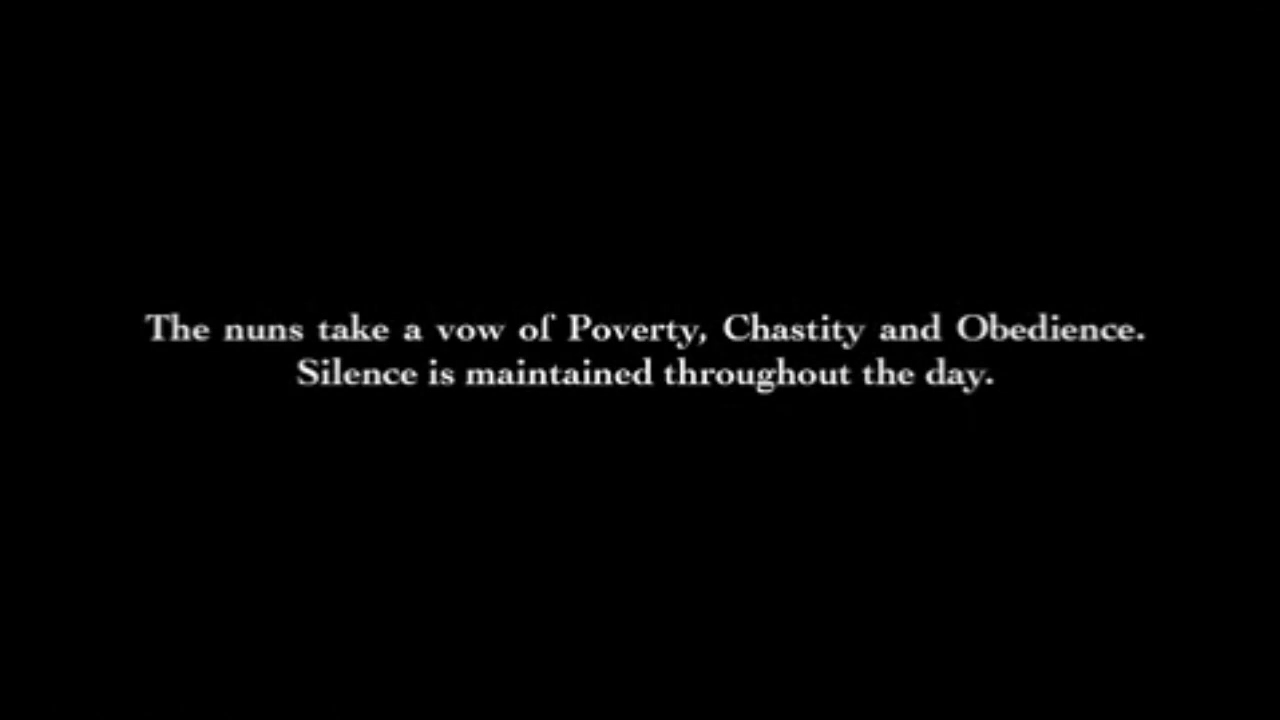 The nuns take a vow of Poverty, Chastity and Obedience.
Silence is maintained throughout the day.